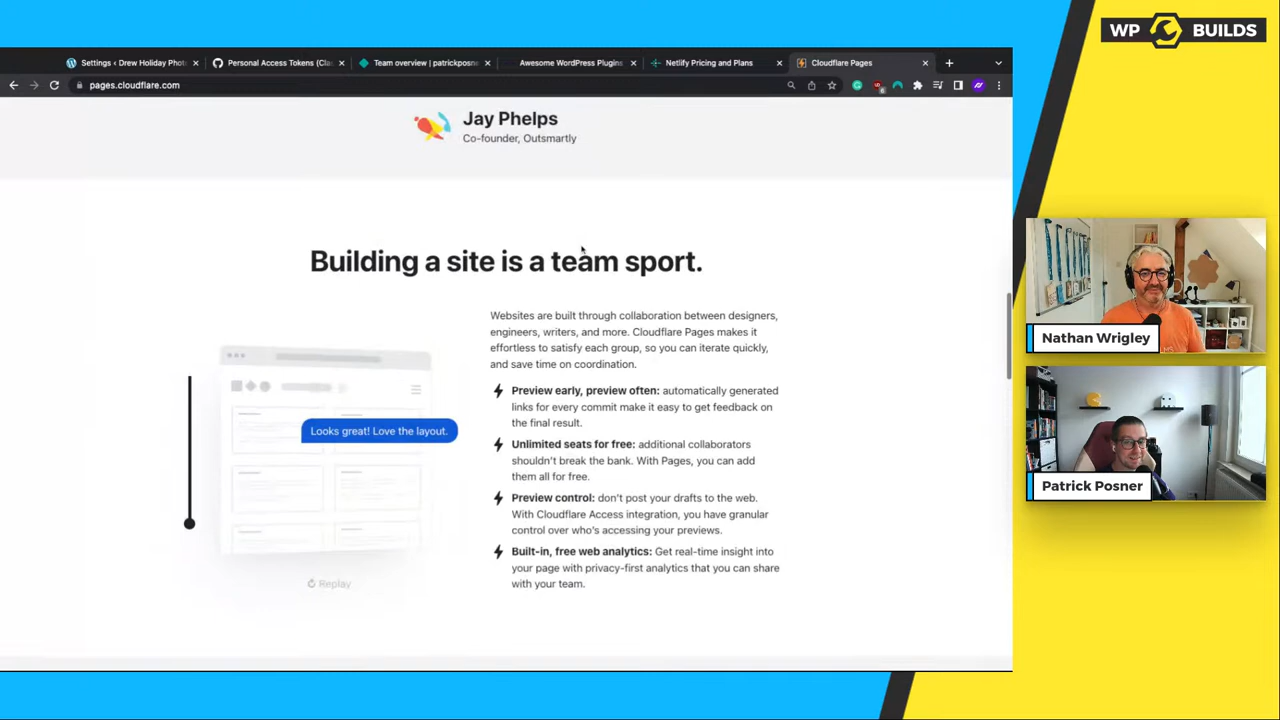 WP BUILDS
Settings ‹ Drew Holiday Phot
Personal Access Tokens (Cla
Team overview | patrickposne
Awesome WordPress Plugins
Netlify Pricing and Plans
Cloudflare Pages
pages.cloudflare.com
Jay Phelps
Co-founder, Outsmartly
Building a site is a team sport.
Websites are built through collaboration between designers,
engineers, writers, and more. Cloudflare Pages makes it
effortless to satisfy each group, so you can iterate quickly,
and save time on coordination.
Looks great! Love the layout.
Replay
Preview early, preview often: automatically generated
links for every commit make it easy to get feedback on
the final result.
Unlimited seats for free: additional collaborators
shouldn't break the bank. With Pages, you can add
them all for free.
Preview control: don't post your drafts to the web.
With Cloudflare Access integration, you have granular
control over who's accessing your previews.
Built-in, free web analytics: Get real-time insight into
your page with privacy-first analytics that you can share
with your team.
Nathan Wrigley
Patrick Posner